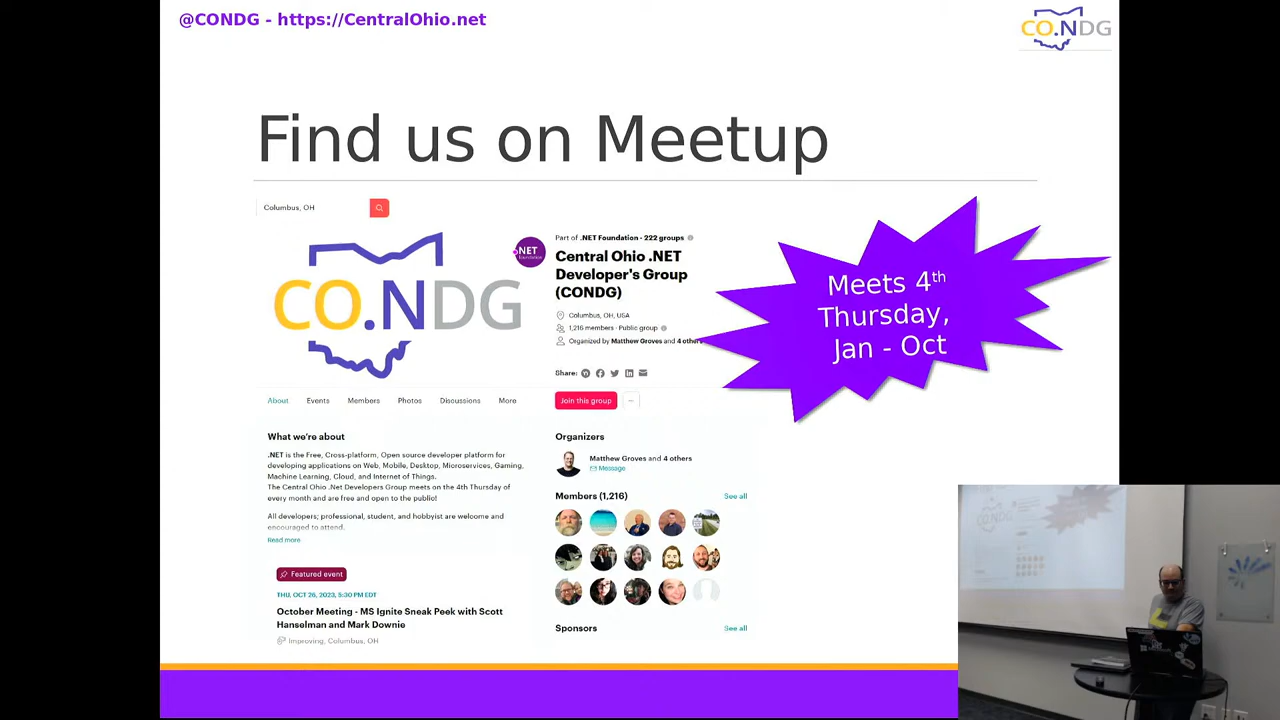 @CONDG - https://CentralOhio.net
CO.NDG
Find us on Meetup
Columbus, OH
CO.NDG
.NET
foundation
Part of .NET Foundation - 222 groups
Central Ohio .NET
Developer's Group
(CONDG)
Columbus, OH, USA
1,216 members · Public group
Organized by Matthew Groves and 4 others
Share:
Meets 4th
Thursday,
Jan - Oct
About Events Members Photos Discussions More
Join this group
What we're about
.NET is the Free, Cross-platform, Open source developer platform for
developing applications on Web, Mobile, Desktop, Microservices, Gaming,
Machine Learning, Cloud, and Internet of Things.
The Central Ohio .Net Developers Group meets on the 4th Thursday of
every month and are free and open to the public!
All developers; professional, student, and hobbyist are welcome and
encouraged to attend.
Read more
Featured event
THU, OCT 26, 2023, 5:30 PM EDT
October Meeting - MS Ignite Sneak Peek with Scott
Hanselman and Mark Downie
Improving, Columbus, OH
Organizers
Matthew Groves and 4 others
Message
Members (1,216)
See all
Sponsors
See all